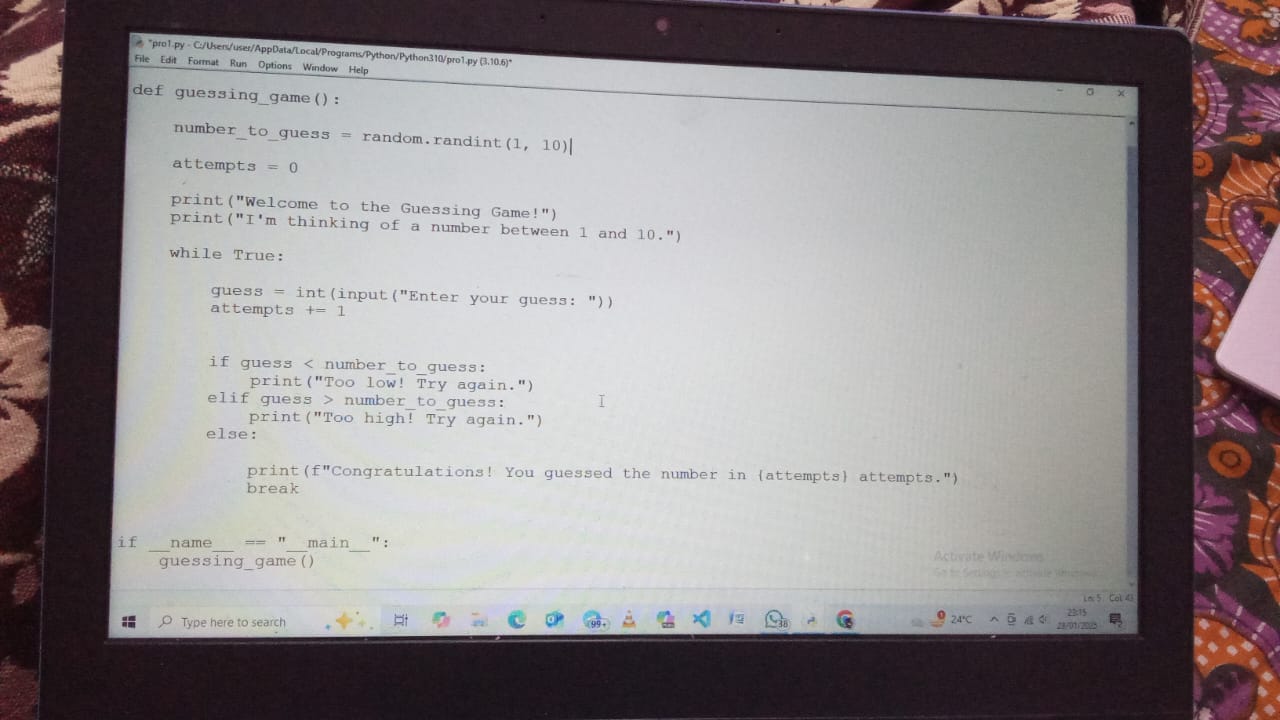 *pro1.py - C:/Users/user/AppData/Local/Programs/Python/Python310/pro1.py (3.10.6)*
File Edit Format Run Options Window Help
def guessing_game():
    number_to_guess = random.randint(1, 10)
    attempts = 0
    print("Welcome to the Guessing Game!")
    print("I'm thinking of a number between 1 and 10.")
    while True:
        guess = int(input("Enter your guess: "))
        attempts += 1
        if guess < number_to_guess:
            print("Too low! Try again.")
        elif guess > number_to_guess:
            print("Too high! Try again.")
        else:
            print(f"Congratulations! You guessed the number in {attempts} attempts.")
            break
if __name__ == "__main__":
    guessing_game()
Activate Windows
Go to Settings to activate Windows.
Ln: 5 Col: 43
Type here to search
99+
38
1
24°C
23:15
28/01/2025